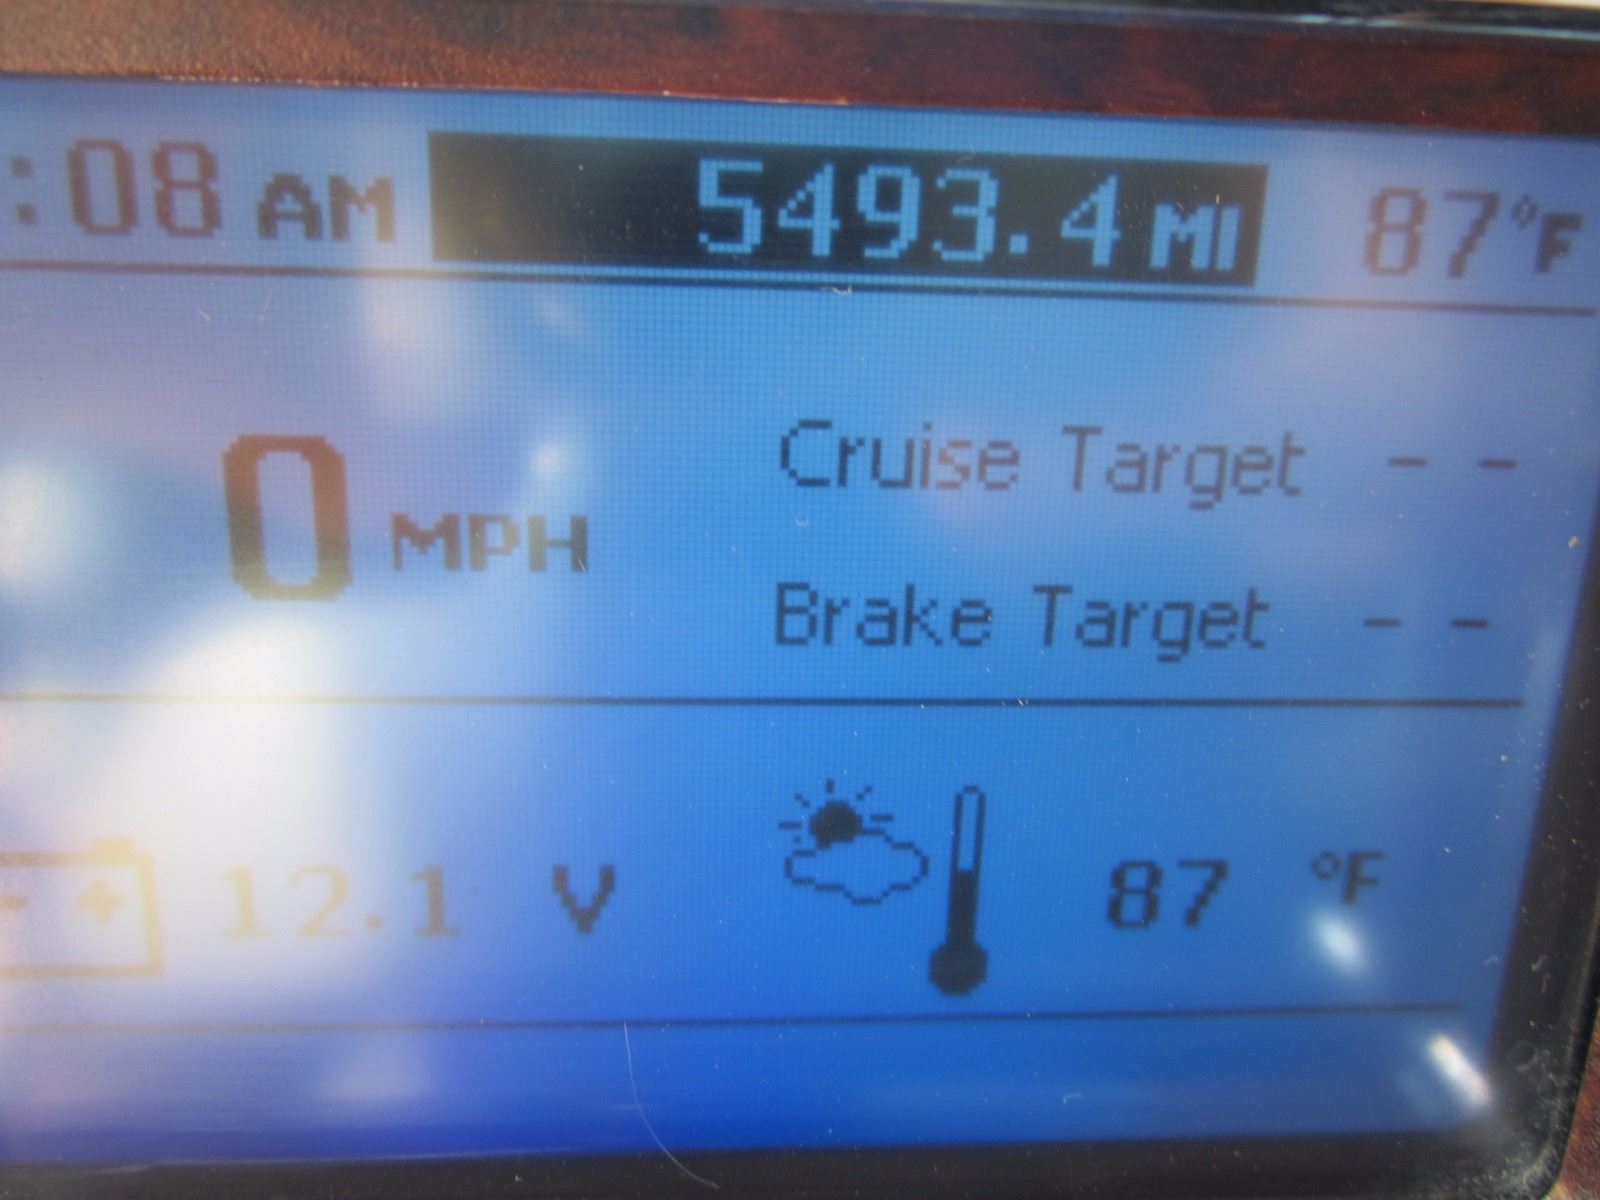 :08 AM 5493.4 MI 87°F
0 MPH
Cruise Target - -
Brake Target - -
- + 12.1 V 87 °F